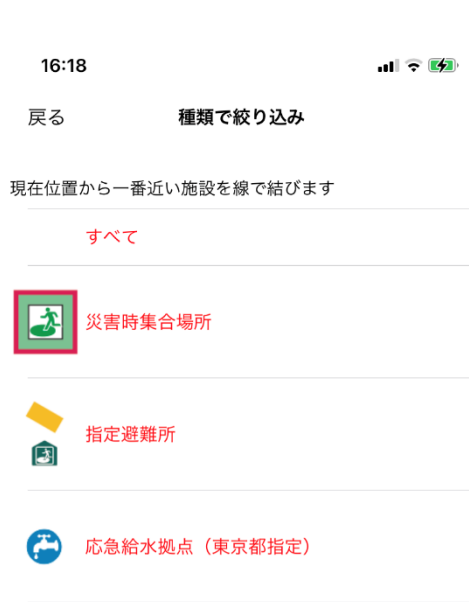 16:18
戻る 種類で絞り込み
現在位置から一番近い施設を線で結びます
すべて
災害時集合場所
指定避難所
応急給水拠点（東京都指定）